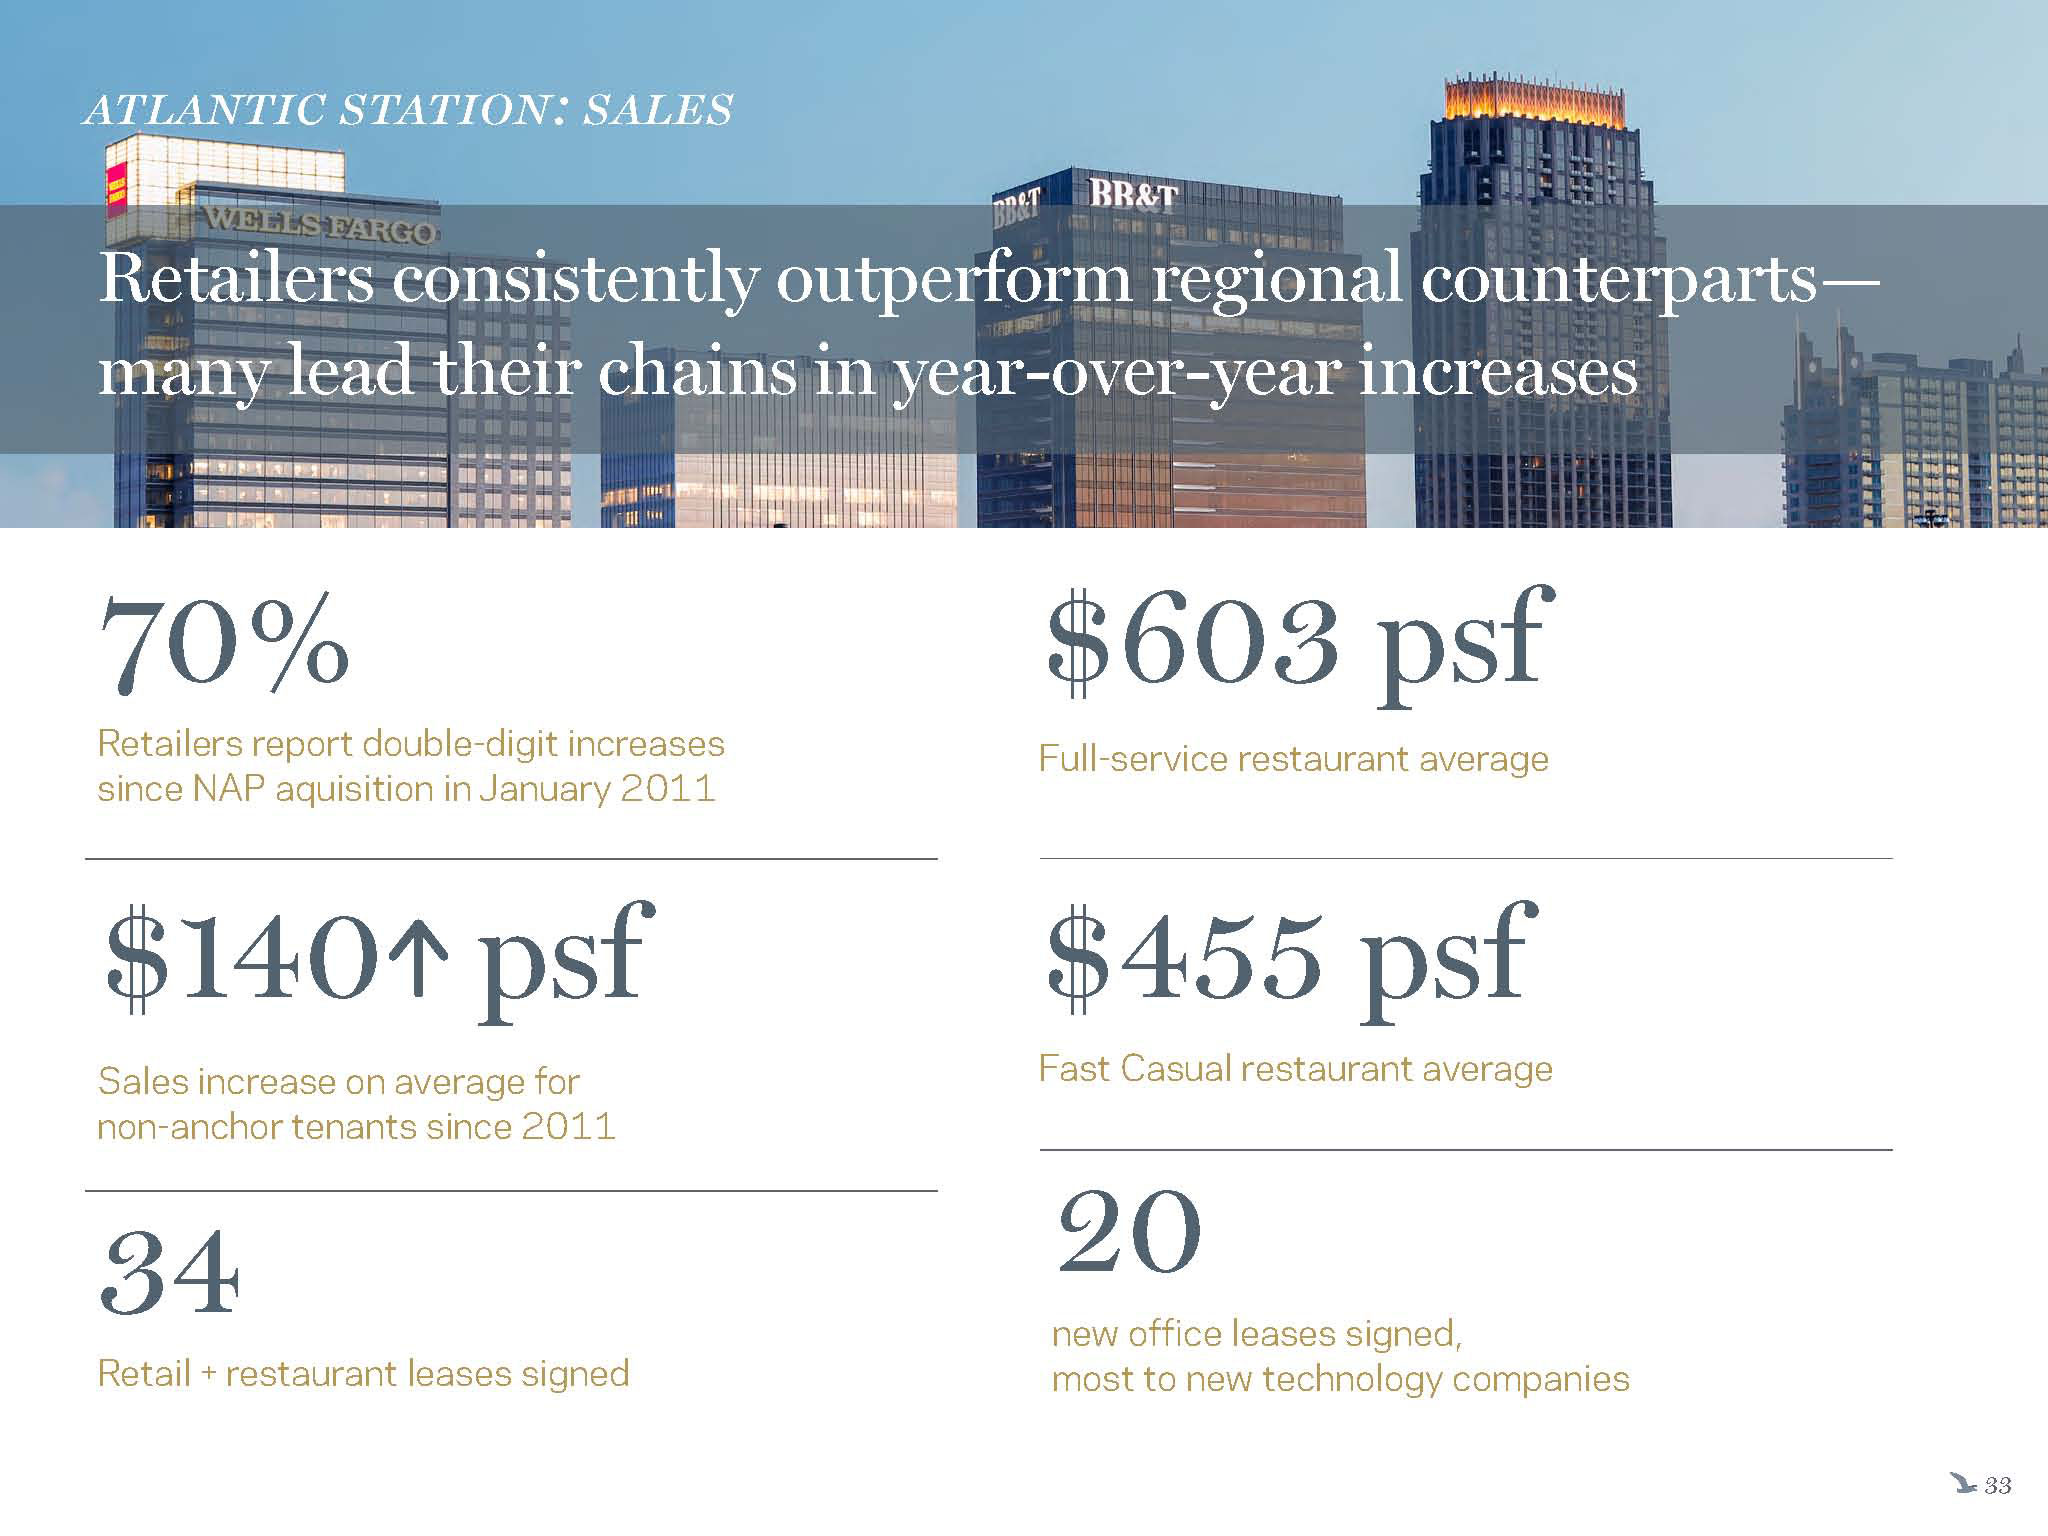 ATLANTIC STATION: SALES
WELLS FARGO
WELLS FARGO
BB&T
BB&T
Retailers consistently outperform regional counterparts—
many lead their chains in year-over-year increases
70%
Retailers report double-digit increases
since NAP aquisition in January 2011
$140↑ psf
Sales increase on average for
non-anchor tenants since 2011
34
Retail + restaurant leases signed
$603 psf
Full-service restaurant average
$455 psf
Fast Casual restaurant average
20
new office leases signed,
most to new technology companies
33